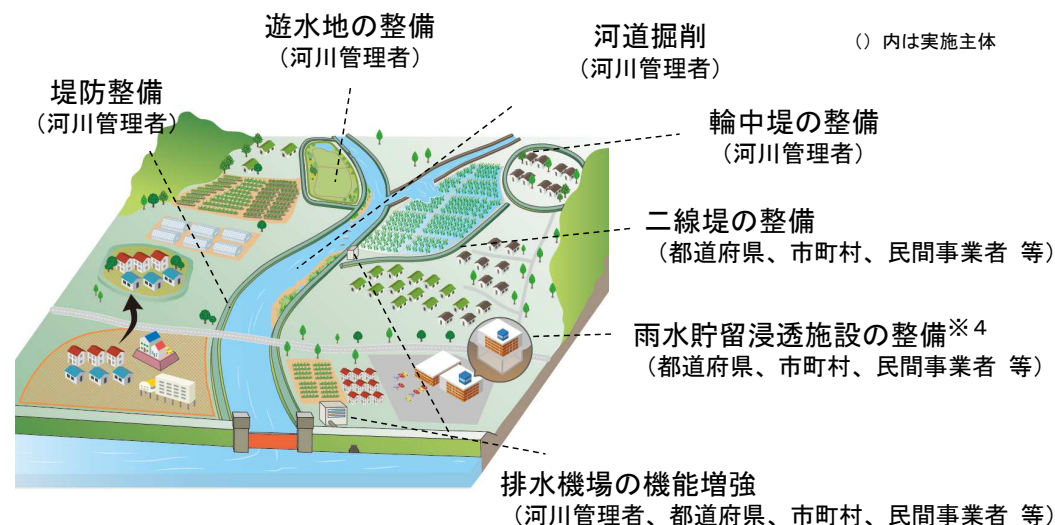 遊水地の整備
（河川管理者）
河道掘削
（河川管理者）
（）内は実施主体
堤防整備
（河川管理者）
輪中堤の整備
（河川管理者）
二線堤の整備
（都道府県、市町村、民間事業者 等）
雨水貯留浸透施設の整備※４
（都道府県、市町村、民間事業者 等）
排水機場の機能増強
（河川管理者、都道府県、市町村、民間事業者 等）